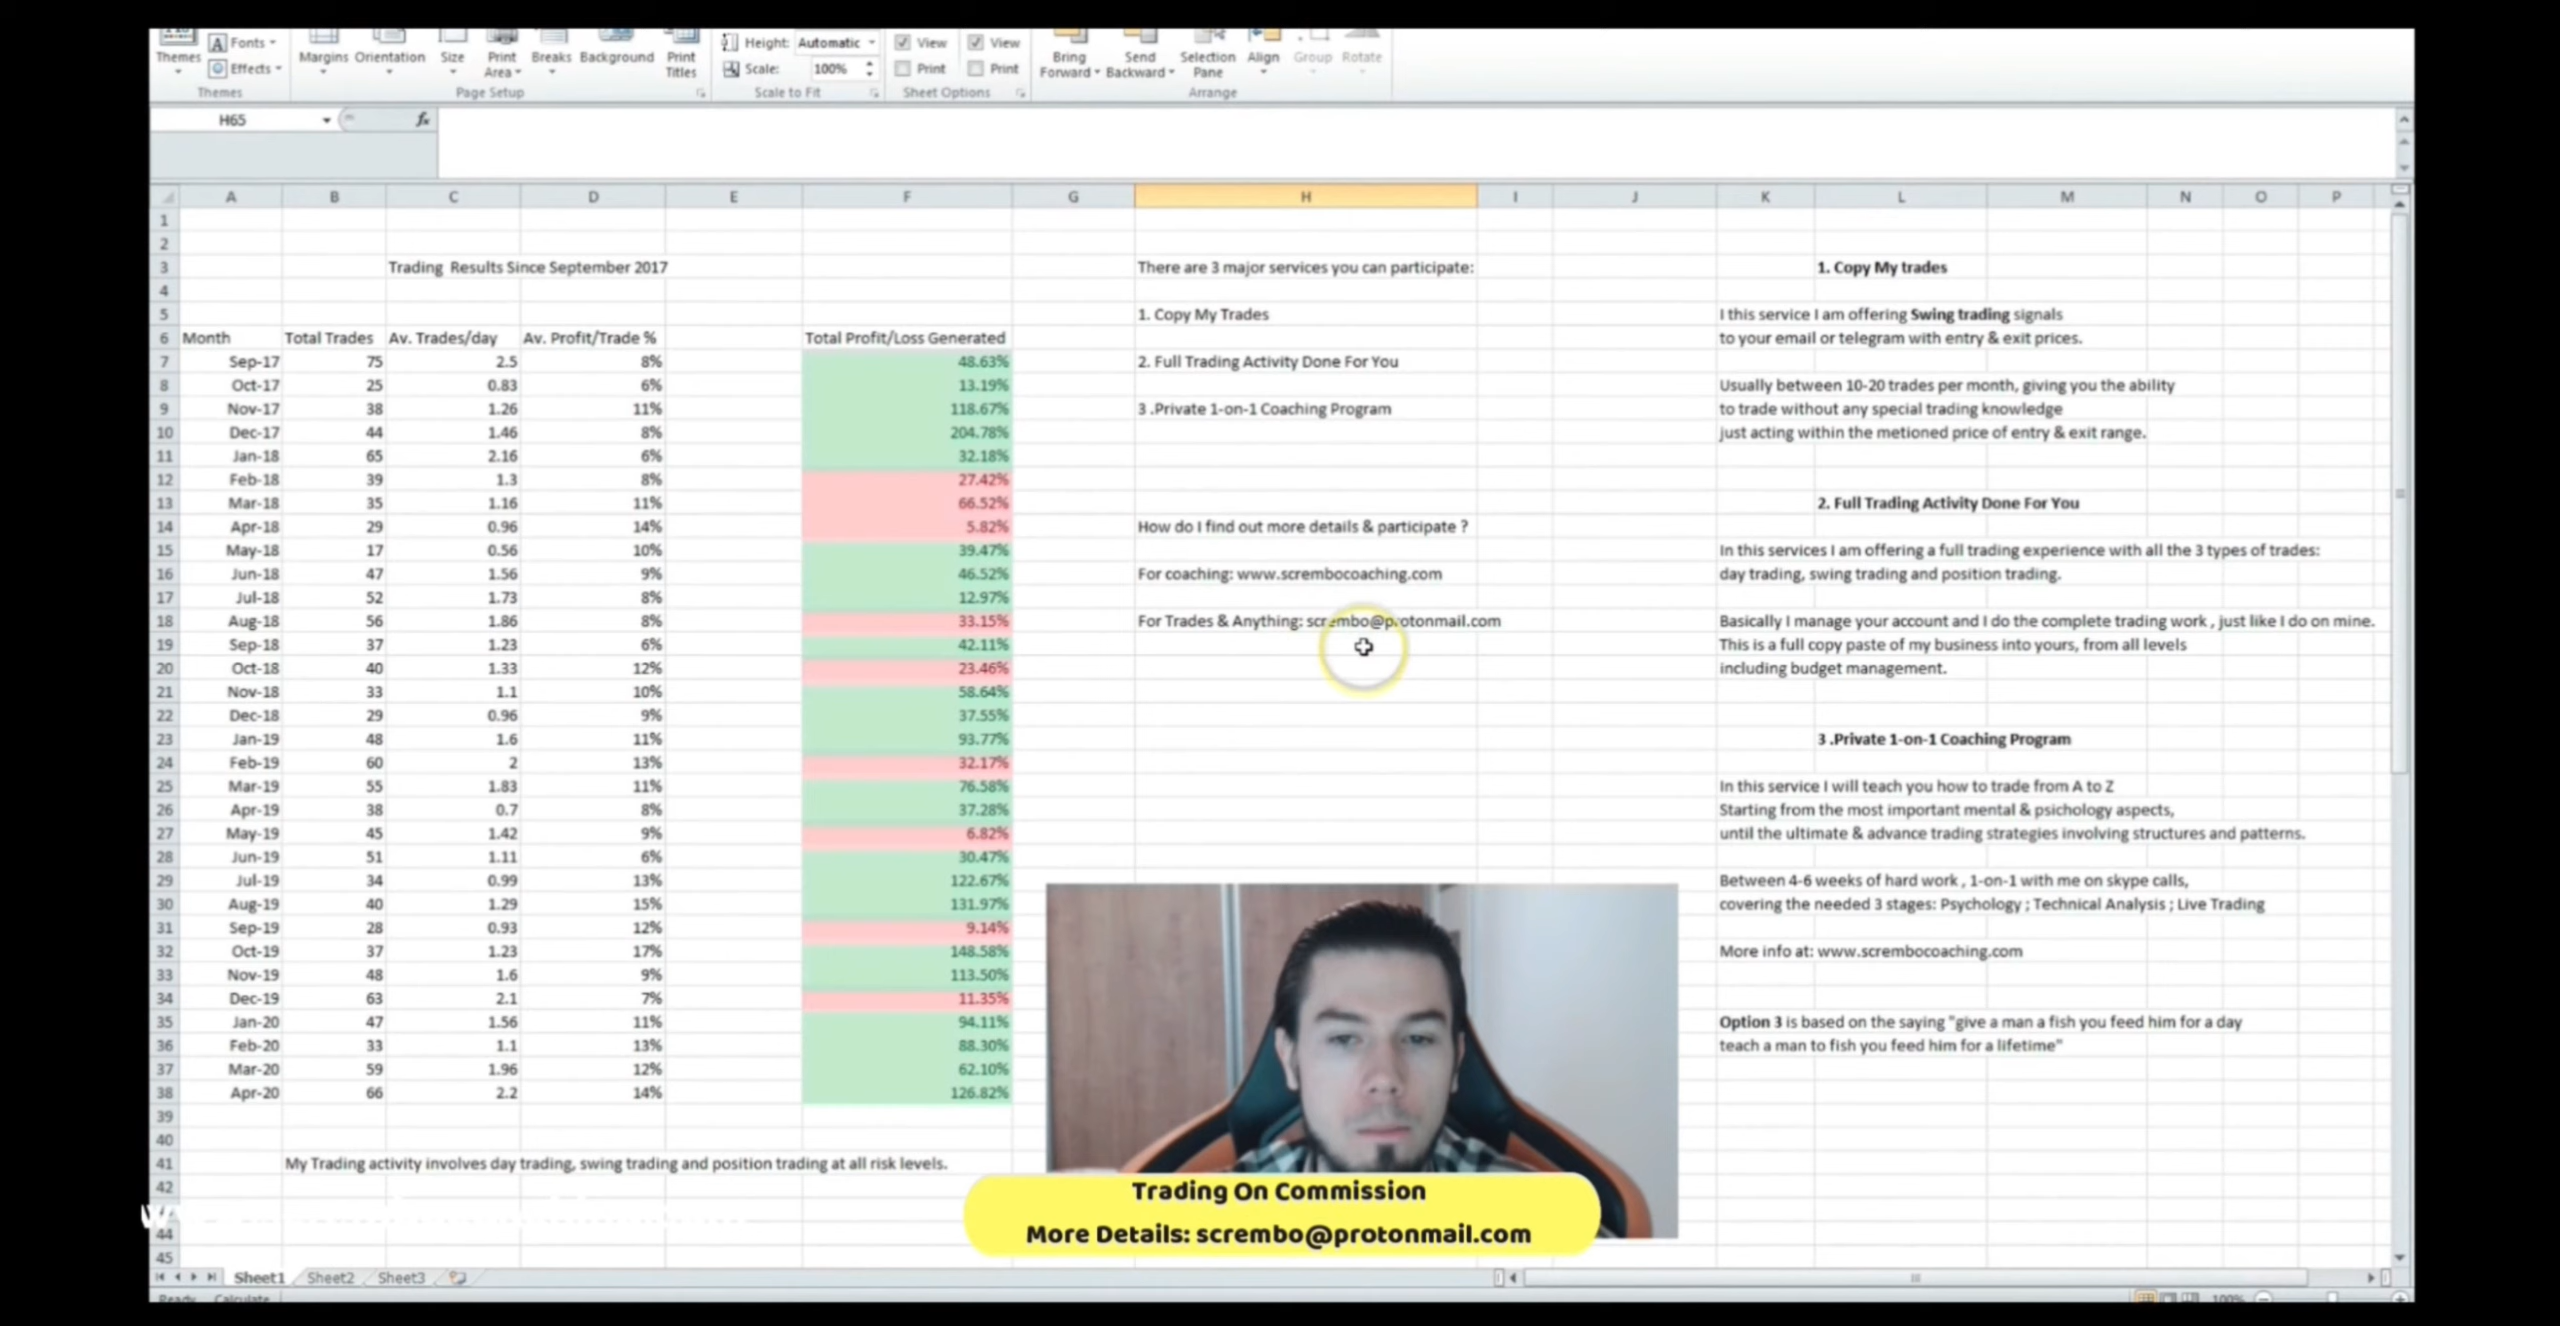 Themes Fonts Effects Margins Orientation Size Print Area Breaks Background Print Titles Height: Automatic Scale: 100% View Print View Print Bring Forward Send Backward Selection Pane Align Group Rotate
Themes Page Setup Scale to Fit Sheet Options Arrange
H65 fx
A B C D E F G H I J K L M N O P
1
2
3 Trading Results Since September 2017 There are 3 major services you can participate: 1. Copy My trades
4
5 1. Copy My Trades I this service I am offering Swing trading signals
6 Month Total Trades Av. Trades/day Av. Profit/Trade % Total Profit/Loss Generated to your email or telegram with entry & exit prices.
7 Sep-17 75 2.5 8% 48.63% 2. Full Trading Activity Done For You
8 Oct-17 25 0.83 6% 13.19% Usually between 10-20 trades per month, giving you the ability
9 Nov-17 38 1.26 11% 118.67% 3 .Private 1-on-1 Coaching Program to trade without any special trading knowledge
10 Dec-17 44 1.46 8% 204.78% just acting within the metioned price of entry & exit range.
11 Jan-18 65 2.16 6% 32.18%
12 Feb-18 39 1.3 8% 27.42%
13 Mar-18 35 1.16 11% 66.52% 2. Full Trading Activity Done For You
14 Apr-18 29 0.96 14% 5.82% How do I find out more details & participate ?
15 May-18 17 0.56 10% 39.47% In this services I am offering a full trading experience with all the 3 types of trades:
16 Jun-18 47 1.56 9% 46.52% For coaching: www.scrembocoaching.com day trading, swing trading and position trading.
17 Jul-18 52 1.73 8% 12.97%
18 Aug-18 56 1.86 8% 33.15% For Trades & Anything: scrembo@protonmail.com Basically I manage your account and I do the complete trading work , just like I do on mine.
19 Sep-18 37 1.23 6% 42.11% This is a full copy paste of my business into yours, from all levels
20 Oct-18 40 1.33 12% 23.46% including budget management.
21 Nov-18 33 1.1 10% 58.64%
22 Dec-18 29 0.96 9% 37.55%
23 Jan-19 48 1.6 11% 93.77% 3 .Private 1-on-1 Coaching Program
24 Feb-19 60 2 13% 32.17%
25 Mar-19 55 1.83 11% 76.58% In this service I will teach you how to trade from A to Z
26 Apr-19 38 0.7 8% 37.28% Starting from the most important mental & psichology aspects,
27 May-19 45 1.42 9% 6.82% until the ultimate & advance trading strategies involving structures and patterns.
28 Jun-19 51 1.11 6% 30.47%
29 Jul-19 34 0.99 13% 122.67% Between 4-6 weeks of hard work , 1-on-1 with me on skype calls,
30 Aug-19 40 1.29 15% 131.97% covering the needed 3 stages: Psychology ; Technical Analysis ; Live Trading
31 Sep-19 28 0.93 12% 9.14%
32 Oct-19 37 1.23 17% 148.58% More info at: www.scrembocoaching.com
33 Nov-19 48 1.6 9% 113.50%
34 Dec-19 63 2.1 7% 11.35%
35 Jan-20 47 1.56 11% 94.11% Option 3 is based on the saying "give a man a fish you feed him for a day
36 Feb-20 33 1.1 13% 88.30% teach a man to fish you feed him for a lifetime"
37 Mar-20 59 1.96 12% 62.10%
38 Apr-20 66 2.2 14% 126.82%
39
40
41 My Trading activity involves day trading, swing trading and position trading at all risk levels.
42
44
45
Trading On Commission
More Details: scrembo@protonmail.com
Sheet1 Sheet2 Sheet3
Ready Calculate 100%